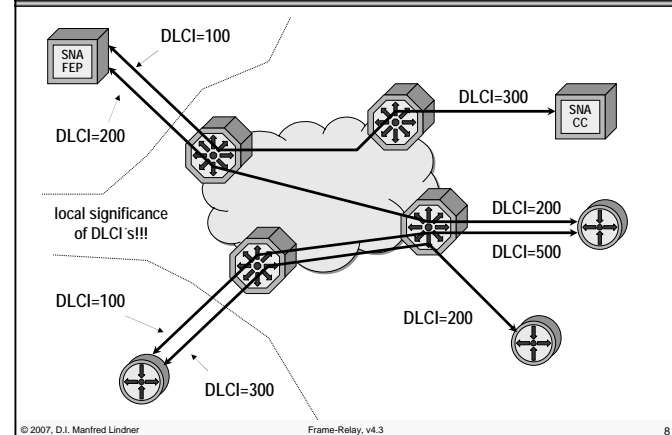 DLCI=100
SNA
FEP
DLCI=300
SNA
CC
DLCI=200
local significance
of DLCI´s!!!
DLCI=200
DLCI=500
DLCI=100
DLCI=200
DLCI=300
© 2007, D.I. Manfred Lindner
Frame-Relay, v4.3
8